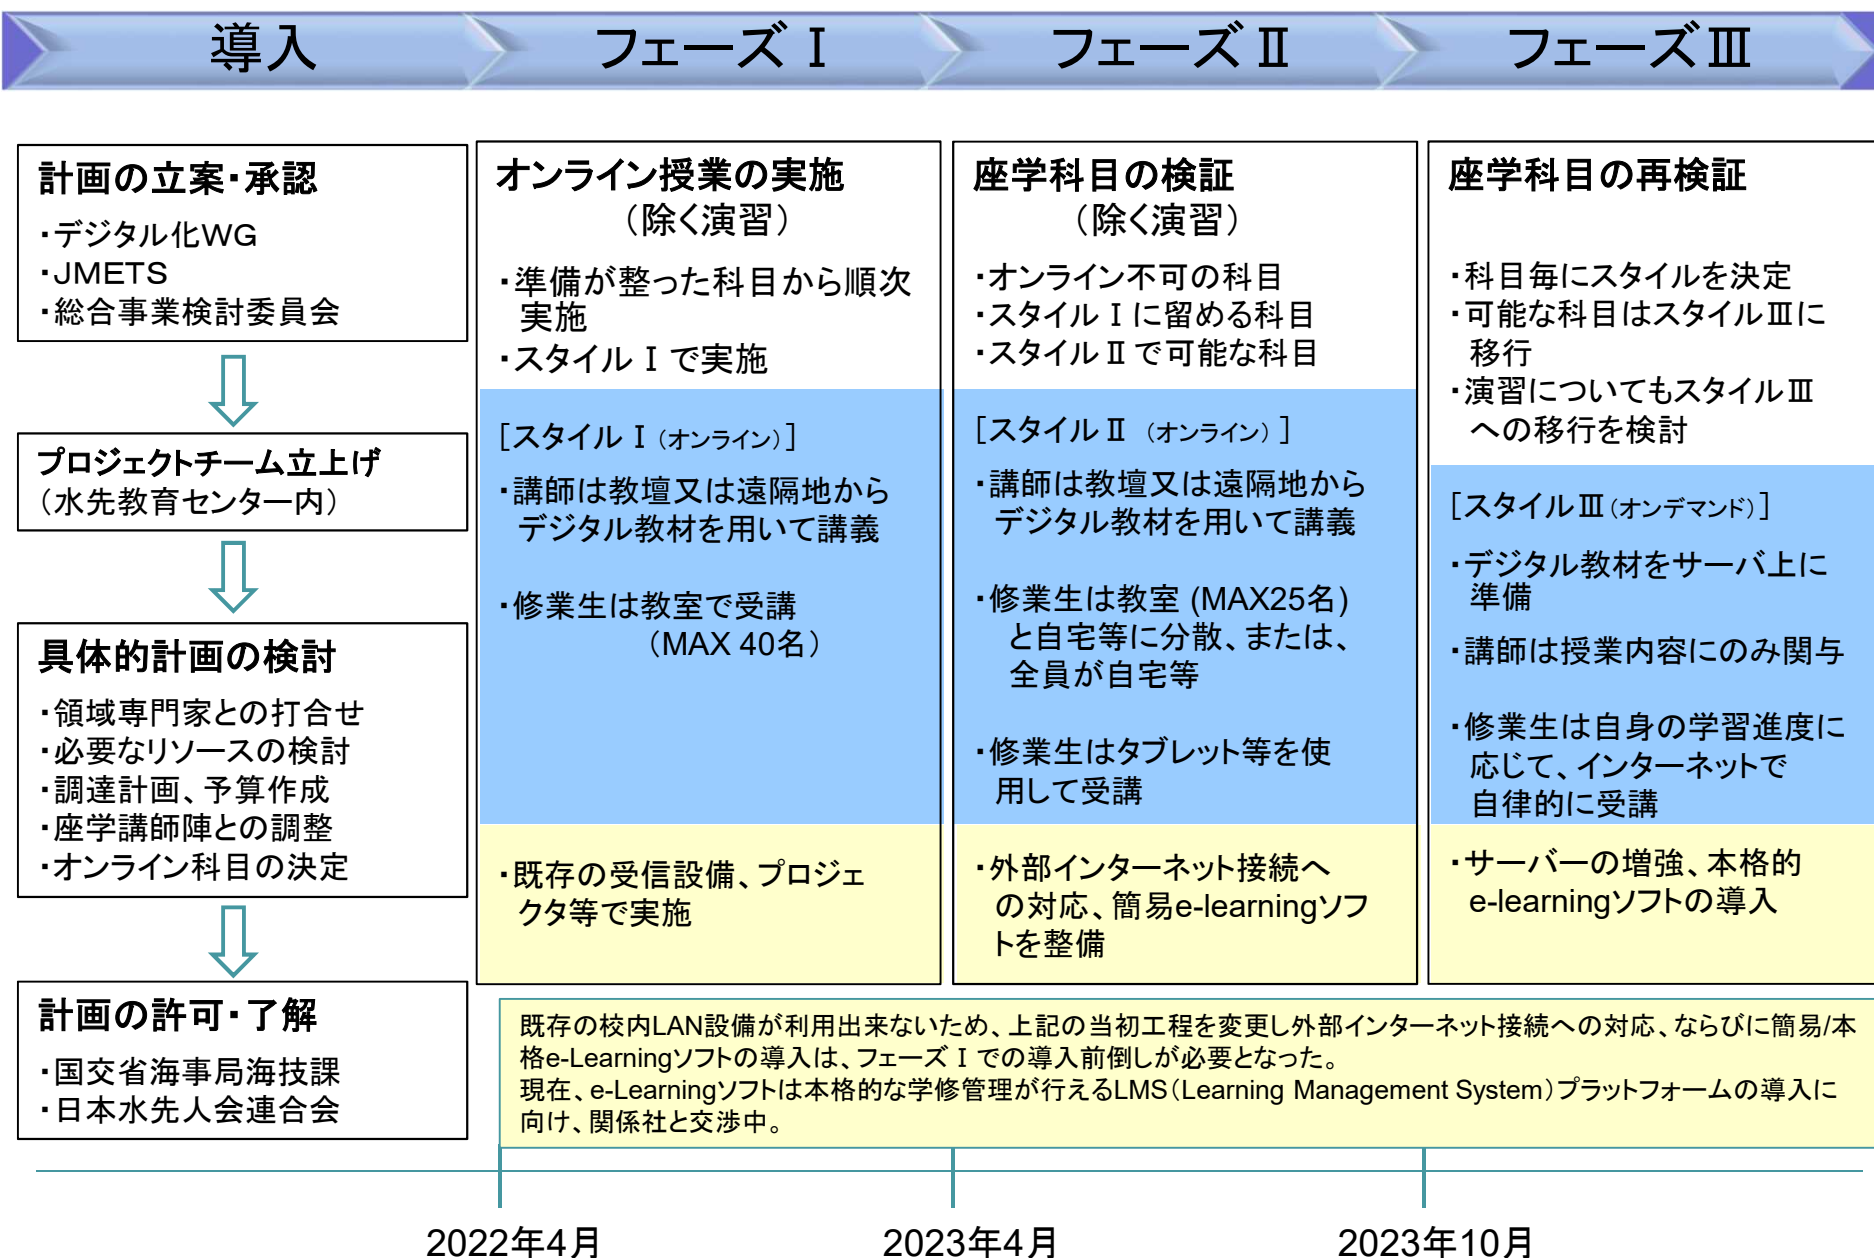 導入
フェーズⅠ
フェーズⅡ
フェーズⅢ
計画の立案・承認
・デジタル化WG
・JMETS
・総合事業検討委員会
プロジェクトチーム立上げ
（水先教育センター内）
具体的計画の検討
・領域専門家との打合せ
・必要なリソースの検討
・調達計画、予算作成
・座学講師陣との調整
・オンライン科目の決定
計画の許可・了解
・国交省海事局海技課
・日本水先人会連合会
オンライン授業の実施
（除く演習）
・準備が整った科目から順次
実施
・スタイルⅠで実施
［スタイルⅠ（オンライン）］
・講師は教壇又は遠隔地から
デジタル教材を用いて講義
・修業生は教室で受講
（MAX 40名）
・既存の受信設備、プロジェ
クタ等で実施
座学科目の検証
（除く演習）
・オンライン不可の科目
・スタイルⅠに留める科目
・スタイルⅡで可能な科目
［スタイルⅡ（オンライン）］
・講師は教壇又は遠隔地から
デジタル教材を用いて講義
・修業生は教室 (MAX25名)
と自宅等に分散、または、
全員が自宅等
・修業生はタブレット等を使
用して受講
・外部インターネット接続へ
の対応、簡易e-learningソフ
トを整備
座学科目の再検証
・科目毎にスタイルを決定
・可能な科目はスタイルⅢに
移行
・演習についてもスタイルⅢ
への移行を検討
［スタイルⅢ（オンデマンド）］
・デジタル教材をサーバ上に
準備
・講師は授業内容にのみ関与
・修業生は自身の学習進度に
応じて、インターネットで
自律的に受講
・サーバーの増強、本格的
e-learningソフトの導入
既存の校内LAN設備が利用出来ないため、上記の当初工程を変更し外部インターネット接続への対応、ならびに簡易/本
格e-Learningソフトの導入は、フェーズⅠでの導入前倒しが必要となった。
現在、e-Learningソフトは本格的な学修管理が行えるLMS（Learning Management System）プラットフォームの導入に
向け、関係社と交渉中。
2022年4月
2023年4月
2023年10月